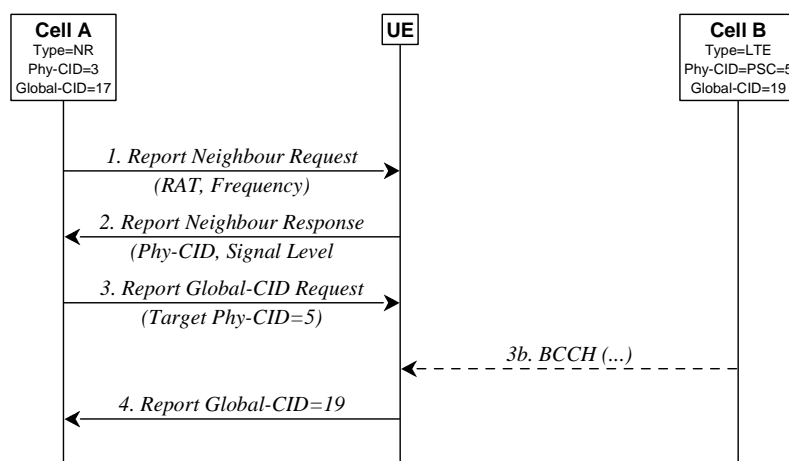 Cell A
Type=NR
Phy-CID=3
Global-CID=17
UE
Cell B
Type=LTE
Phy-CID=PSC=5
Global-CID=19
1. Report Neighbour Request
(RAT, Frequency)
2. Report Neighbour Response
(Phy-CID, Signal Level
3. Report Global-CID Request
(Target Phy-CID=5)
3b. BCCH (...)
4. Report Global-CID=19